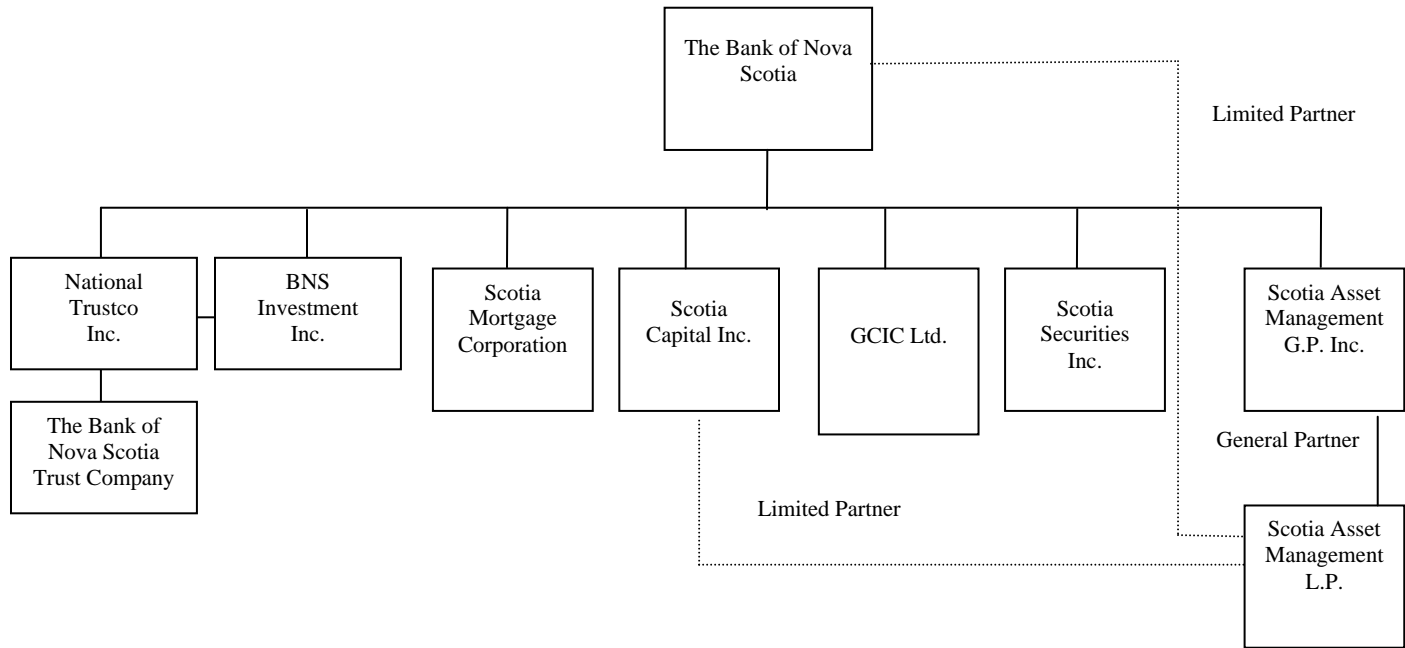 The Bank of Nova
Scotia
Limited Partner
National
Trustco
Inc.
BNS
Investment
Inc.
Scotia
Mortgage
Corporation
Scotia
Capital Inc.
GCIC Ltd.
Scotia
Securities
Inc.
Scotia Asset
Management
G.P. Inc.
The Bank of
Nova Scotia
Trust Company
General Partner
Limited Partner
Scotia Asset
Management
L.P.